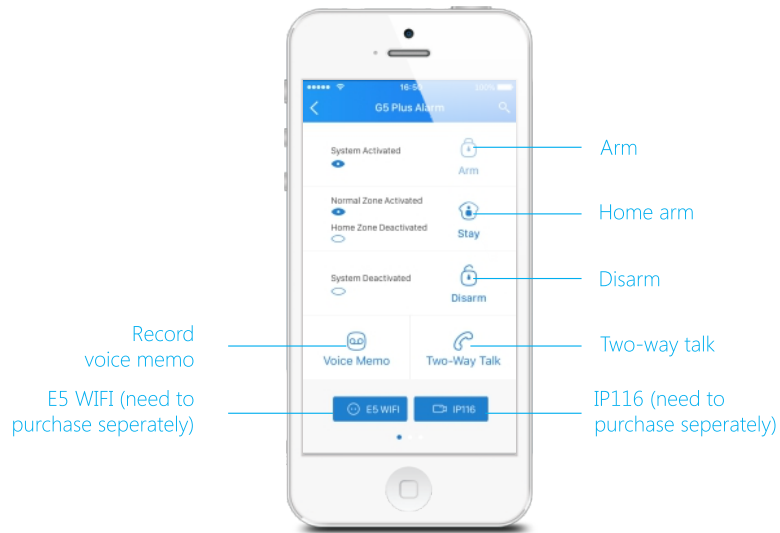 16:50
100%
G5 Plus Alarm
System Activated
Arm
Arm
Normal Zone Activated
Home Zone Deactivated
Stay
Home arm
System Deactivated
Disarm
Disarm
Record
voice memo
Voice Memo
Two-Way Talk
Two-way talk
E5 WIFI (need to
purchase seperately)
E5 WIFI
IP116
IP116 (need to
purchase seperately)